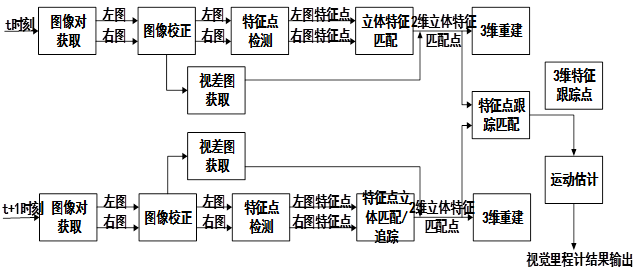 t时刻
图像对
获取
左图
右图
图像校正
左图
右图
特征点
检测
左图特征点
右图特征点
立体特征
匹配
2维立体特征
匹配点
3维重建
视差图
获取
3维特征
跟踪点
特征点跟
踪匹配
视差图
获取
运动估计
t+1时刻
图像对
获取
左图
右图
图像校正
左图
右图
特征点
检测
左图特征点
右图特征点
特征点立
体匹配/
追踪
2维立体特征
匹配点
3维重建
视觉里程计结果输出